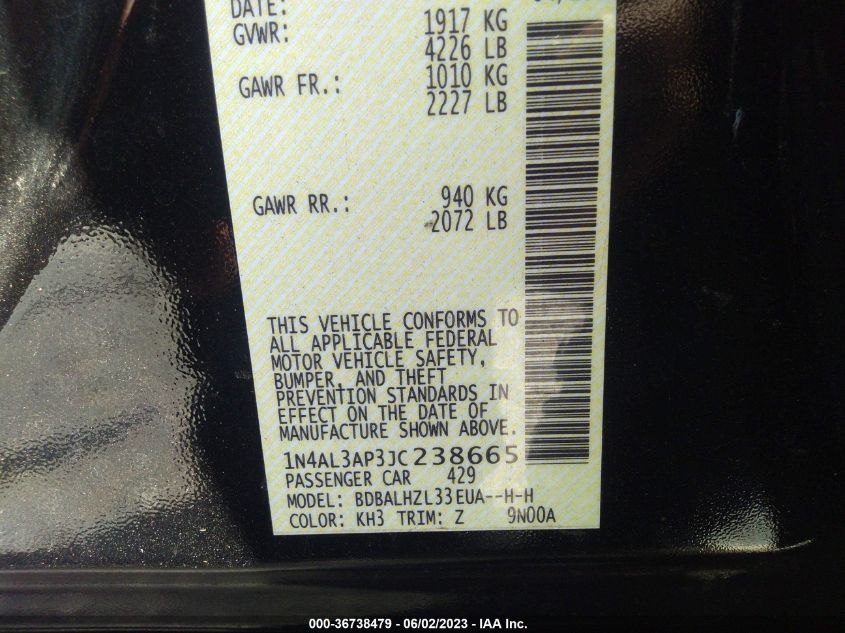 DATE:
GVWR: 1917 KG
4226 LB
GAWR FR.: 1010 KG
2227 LB
GAWR RR.: 940 KG
2072 LB
THIS VEHICLE CONFORMS TO
ALL APPLICABLE FEDERAL
MOTOR VEHICLE SAFETY,
BUMPER, AND THEFT
PREVENTION STANDARDS IN
EFFECT ON THE DATE OF
MANUFACTURE SHOWN ABOVE.
1N4AL3AP3JC238665
PASSENGER CAR 429
MODEL: BDBALHZL33EUA--H-H
COLOR: KH3 TRIM: Z 9N00A
000-36738479 - 06/02/2023 - IAA Inc.